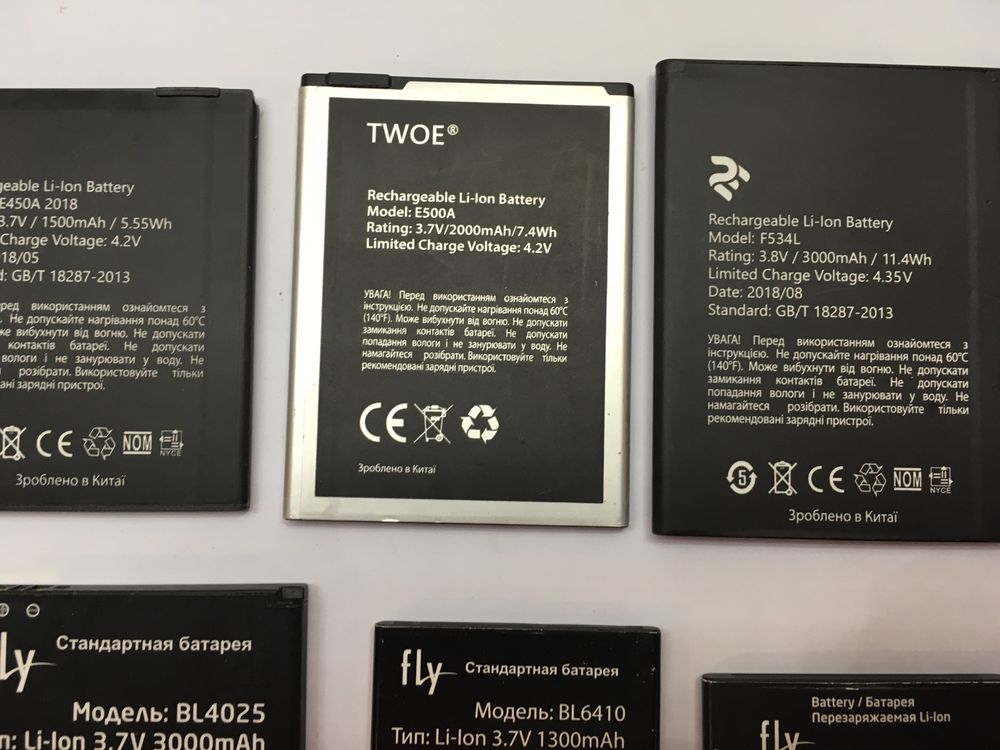 Li-Ion Battery
E450A 2018
3.7V / 1500mAh / 5.55Wh
Charge Voltage: 4.2V
18/05
GB/T 18287-2013
використанням ознайомтеся з
Не допускайте нагрівання понад 60°C
вибухнути від вогню. Не допускати
контактів батареї. Не допускати
вологи і не занурювати у воду. Не
розібрати. Використовуйте тільки
зарядні пристрої.
CE
NOM
NYCE
Зроблено в Китаї
TWOE®
Rechargeable Li-Ion Battery
Model: E500A
Rating: 3.7V/2000mAh/7.4Wh
Limited Charge Voltage: 4.2V
УВАГА! Перед використанням ознайомтеся з
інструкцією. Не допускайте нагрівання понад 60°C
(140°F). Може вибухнути від вогню. Не допускати
замикання контактів батареї. Не допускати
попадання вологи і не занурювати у воду. Не
намагайтеся розібрати. Використовуйте тільки
рекомендовані зарядні пристрої.
CE
Зроблено в Китаї
Rechargeable Li-Ion Battery
Model: F534L
Rating: 3.8V / 3000mAh / 11.4Wh
Limited Charge Voltage: 4.35V
Date: 2018/08
Standard: GB/T 18287-2013
УВАГА! Перед використанням ознайомтеся з
інструкцією. Не допускайте нагрівання понад 60°C
(140°F). Може вибухнути від вогню. Не допускати
замикання контактів батареї. Не допускати
попадання вологи і не занурювати у воду. Не
намагайтеся розібрати. Використовуйте тільки
рекомендовані зарядні пристрої.
5 CE NOM
NYCE
Зроблено в Китаї
fly Стандартная батарея
Модель: BL4025
Li-Ion 3.7V 3000mAh
fly Стандартная батарея
Модель: BL6410
Тип: Li-Ion 3.7V 1300mAh
Battery / Батарея
Перезаряжаемая Li-Ion
fly